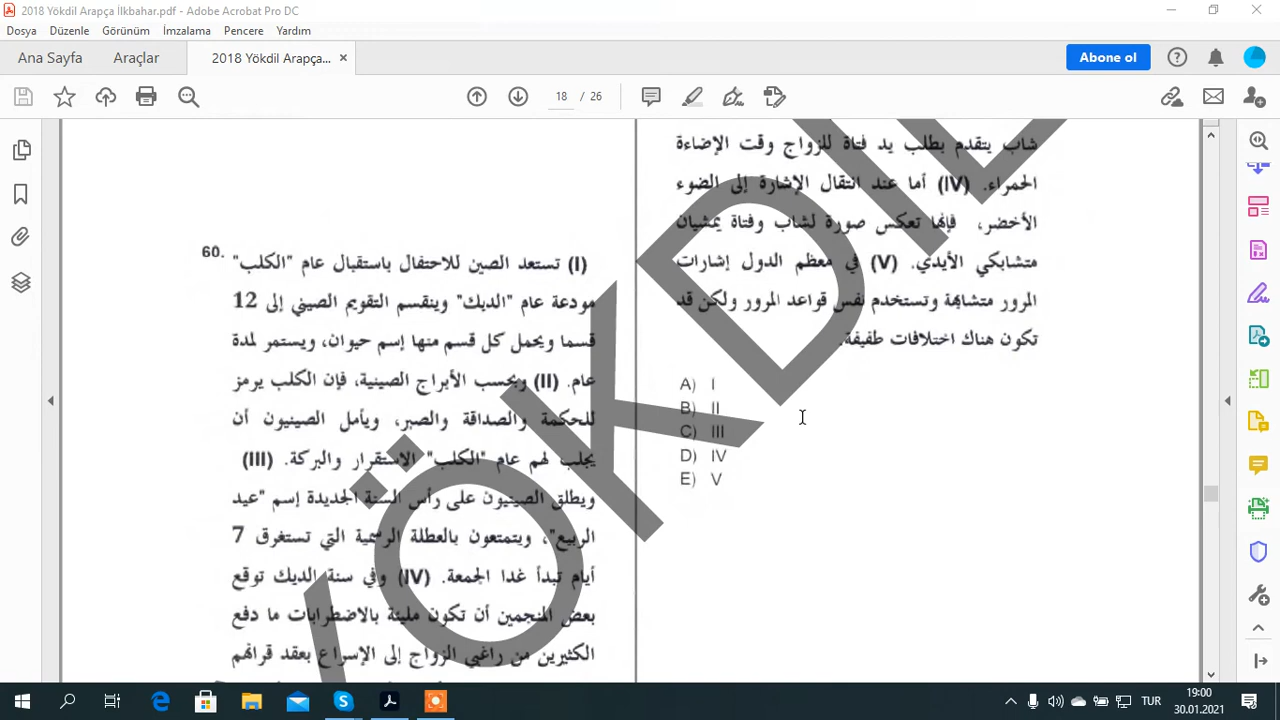 2018 Yökdil Arapça İlkbahar.pdf - Adobe Acrobat Pro DC
Dosya Düzenle Görünüm İmzalama Pencere Yardım
Ana Sayfa Araçlar 2018 Yökdil Arapça... × Abone ol
18 / 26
60.
(I) تستعد الصين للاحتفال باستقبال عام "الكلب"
مودعة عام "الديك" وينقسم التقويم الصيني إلى 12
قسما ويحمل كل قسم منها إسم حيوان، ويستمر لمدة
عام. (II) وبحسب الأبراج الصينية، فإن الكلب يرمز
للحكمة والصداقة والصبر، ويأمل الصينيون أن
يجلب لهم عام "الكلب" الاستقرار والبركة. (III)
ويطلق الصينيون على رأس السنة الجديدة إسم "عيد
الربيع"، ويتمتعون بالعطلة الرسمية التي تستغرق 7
أيام تبدأ غدا الجمعة. (IV) وفي سنة الديك توقع
بعض المنجمين أن تكون مليئة بالاضطرابات ما دفع
الكثيرين من راغبي الزواج إلى الإسراع بعقد قرانهم
شاب يتقدم بطلب يد فتاة للزواج وقت الإضاءة
الحمراء. (IV) أما عند انتقال الإشارة إلى الضوء
الأخضر، فإنها تعكس صورة لشاب وفتاة يمشيان
متشابكي الأيدي. (V) في معظم الدول إشارات
المرور متشابهة وتستخدم نفس قواعد المرور ولكن قد
تكون هناك اختلافات طفيفة.
A) I
B) II
C) III
D) IV
E) V
YÖKDİL
TUR
19:00
30.01.2021